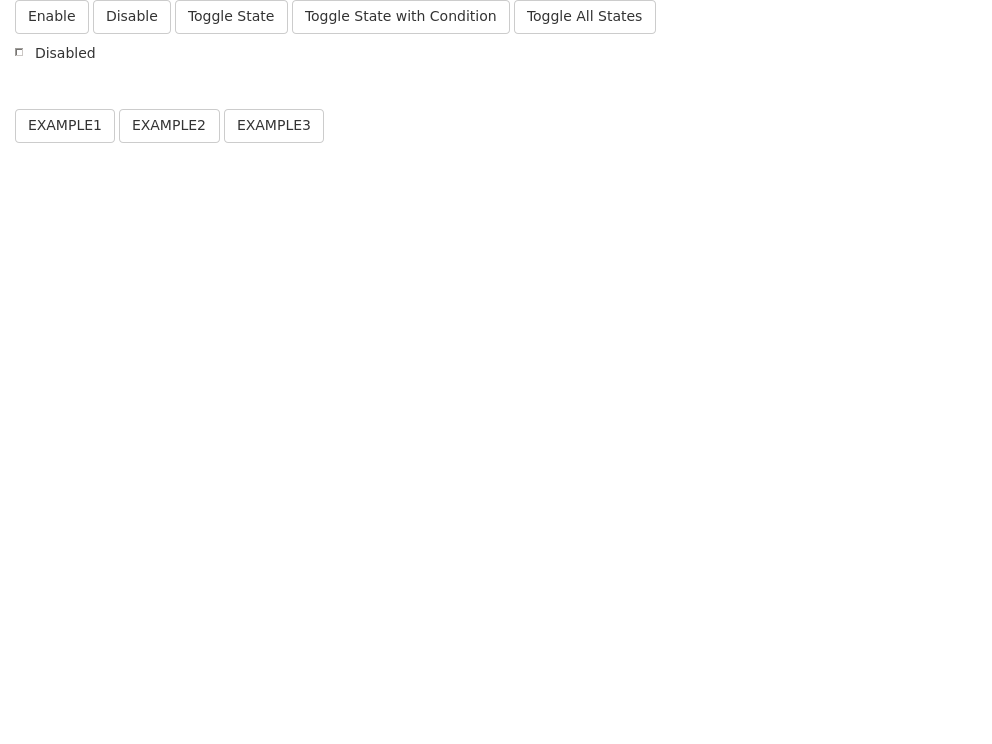 Enable Disable Toggle State Toggle State with Condition Toggle All States
Disabled
EXAMPLE1 EXAMPLE2 EXAMPLE3